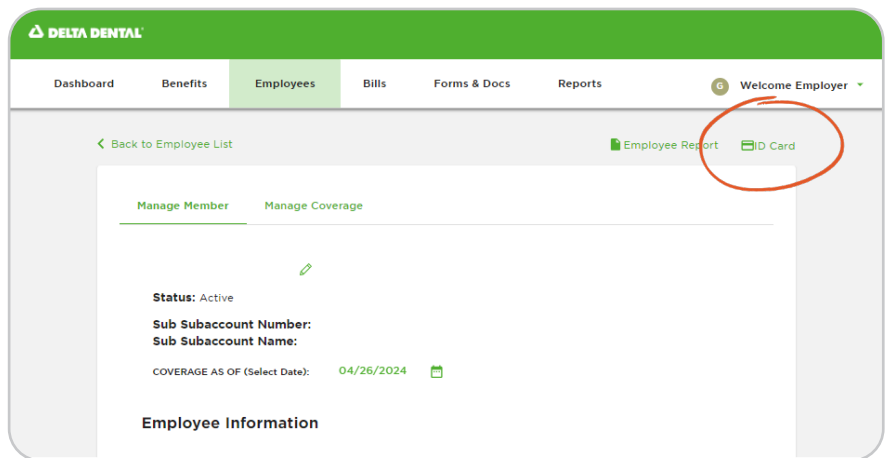 DELTA DENTAL
Dashboard Benefits Employees Bills Forms & Docs Reports G Welcome Employer
Back to Employee List Employee Report ID Card
Manage Member Manage Coverage
Status: Active
Sub Subaccount Number:
Sub Subaccount Name:
COVERAGE AS OF (Select Date): 04/26/2024
Employee Information